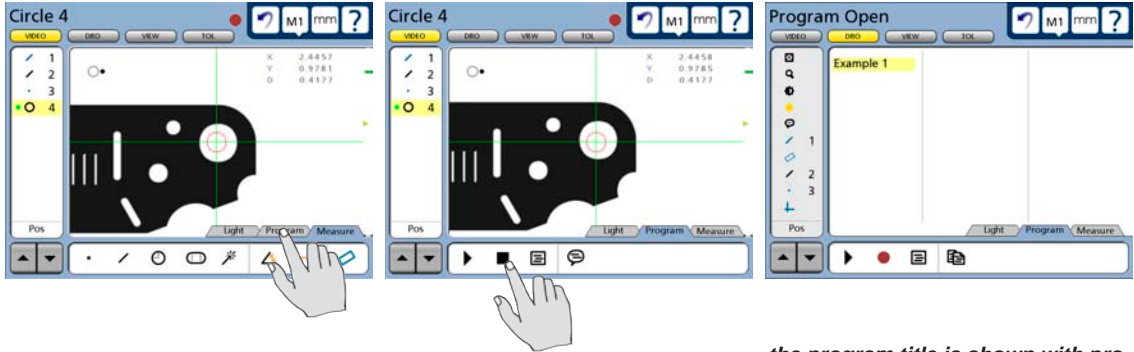 Circle 4
M1 mm ?
VIDEO DRO VIEW TOL
1
2
3
4
X 2.4457
Y 0.9781
D 0.4177
Pos
Light Program Measure
Circle 4
M1 mm ?
VIDEO DRO VIEW TOL
1
2
3
4
X 2.4458
Y 0.9785
D 0.4177
Pos
Light Program Measure
Program Open
M1 mm ?
VIDEO DRO VIEW TOL
Example 1
1
2
3
Pos
Light Program Measure